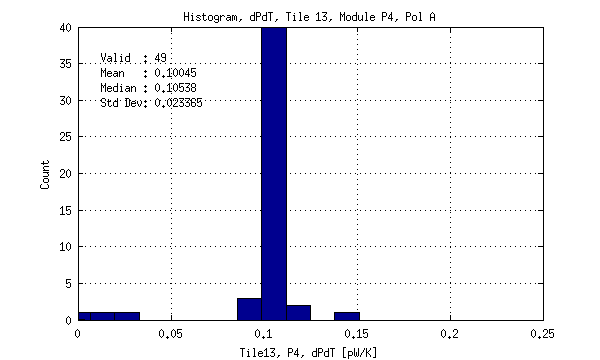 Histogram, dPdT, Tile 13, Module P4, Pol A
Valid : 49
Mean : 0.10045
Median : 0.10538
Std Dev: 0.023365
40
35
30
25
20
15
10
5
0
Count
0 0.05 0.1 0.15 0.2 0.25
Tile13, P4, dPdT [pW/K]